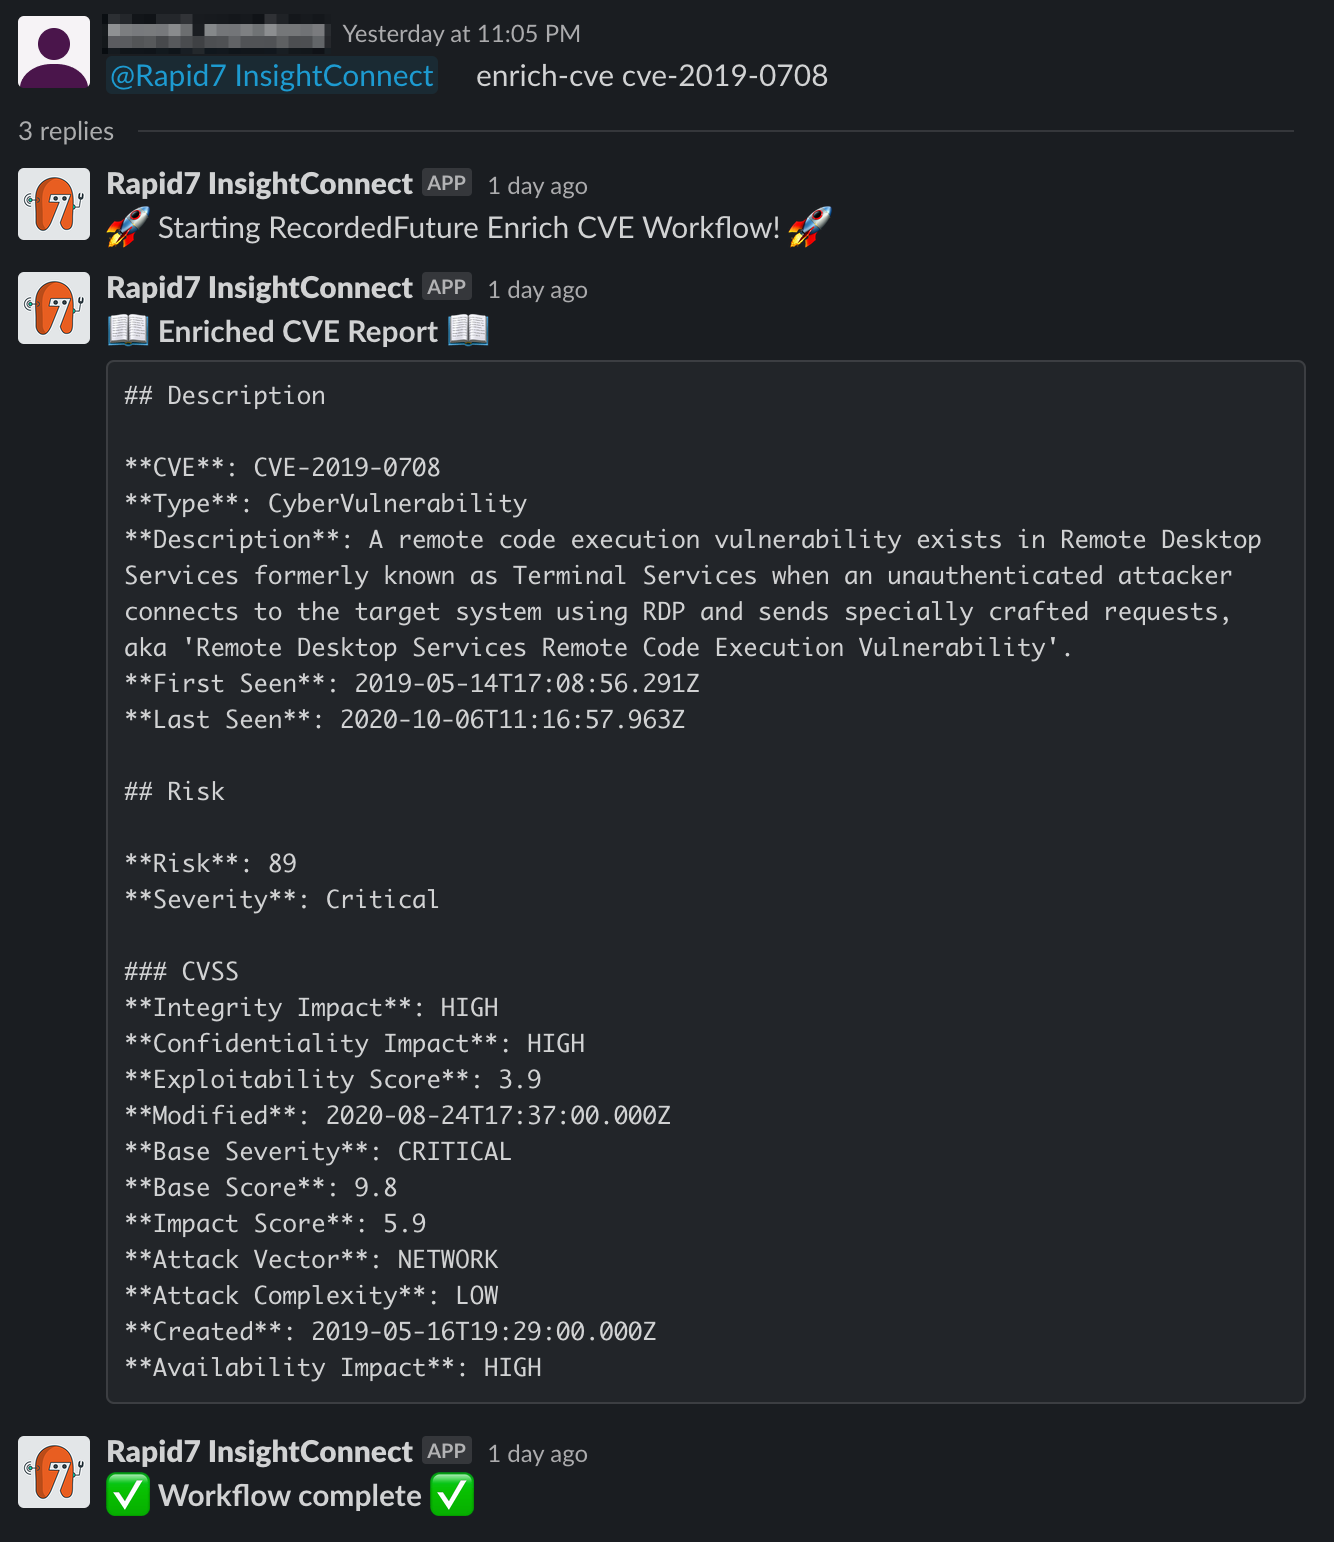 Yesterday at 11:05 PM
@Rapid7 InsightConnect enrich-cve cve-2019-0708
3 replies
Rapid7 InsightConnect APP 1 day ago
Starting RecordedFuture Enrich CVE Workflow!
Rapid7 InsightConnect APP 1 day ago
Enriched CVE Report
## Description
**CVE**: CVE-2019-0708
**Type**: CyberVulnerability
**Description**: A remote code execution vulnerability exists in Remote Desktop
Services formerly known as Terminal Services when an unauthenticated attacker
connects to the target system using RDP and sends specially crafted requests,
aka 'Remote Desktop Services Remote Code Execution Vulnerability'.
**First Seen**: 2019-05-14T17:08:56.291Z
**Last Seen**: 2020-10-06T11:16:57.963Z
## Risk
**Risk**: 89
**Severity**: Critical
### CVSS
**Integrity Impact**: HIGH
**Confidentiality Impact**: HIGH
**Exploitability Score**: 3.9
**Modified**: 2020-08-24T17:37:00.000Z
**Base Severity**: CRITICAL
**Base Score**: 9.8
**Impact Score**: 5.9
**Attack Vector**: NETWORK
**Attack Complexity**: LOW
**Created**: 2019-05-16T19:29:00.000Z
**Availability Impact**: HIGH
Rapid7 InsightConnect APP 1 day ago
Workflow complete